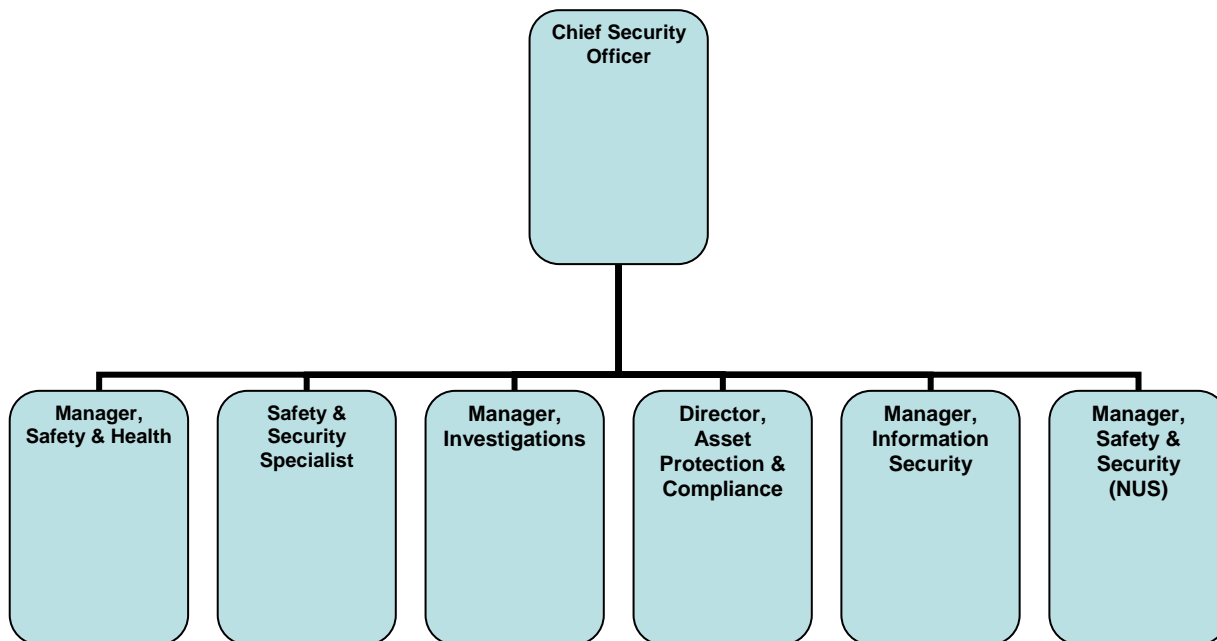 Chief Security
Officer
Manager,
Safety & Health
Safety &
Security
Specialist
Manager,
Investigations
Director,
Asset
Protection &
Compliance
Manager,
Information
Security
Manager,
Safety &
Security
(NUS)